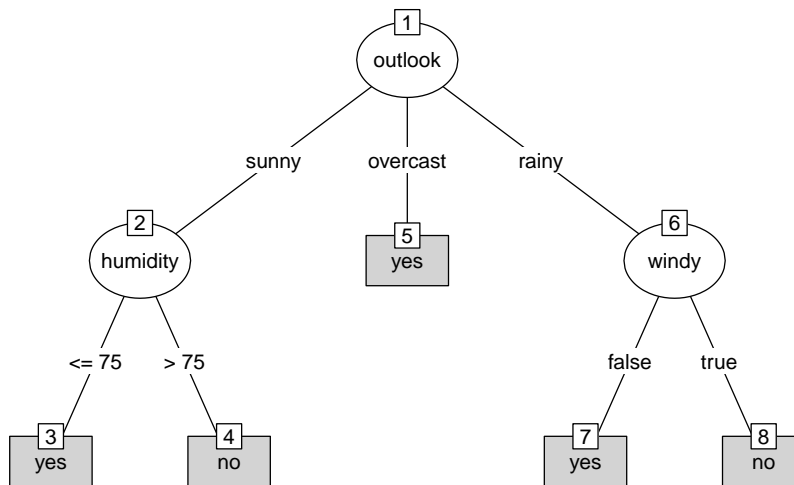 1
outlook
sunny overcast rainy
2 5 6
humidity yes windy
<= 75 > 75 false true
3 4 7 8
yes no yes no